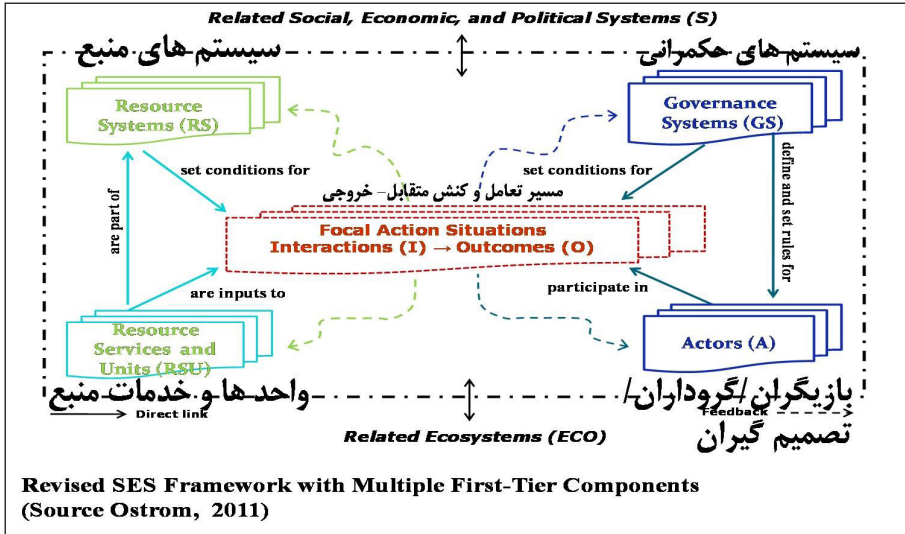 Related Social, Economic, and Political Systems (S)
سیستم های منبع
سیستم های حکمرانی
Resource
Systems (RS)
Governance
Systems (GS)
set conditions for
set conditions for
define and set rules for
are part of
مسیر تعامل و کنش متقابل - خروجی
Focal Action Situations
Interactions (I) → Outcomes (O)
are inputs to
participate in
Resource
Services and
Units (RSU)
Actors (A)
واحد ها و خدمات منبع
بازیگران/گروداران/
تصمیم گیران
Direct link
Feedback
Related Ecosystems (ECO)
Revised SES Framework with Multiple First-Tier Components
(Source Ostrom, 2011)